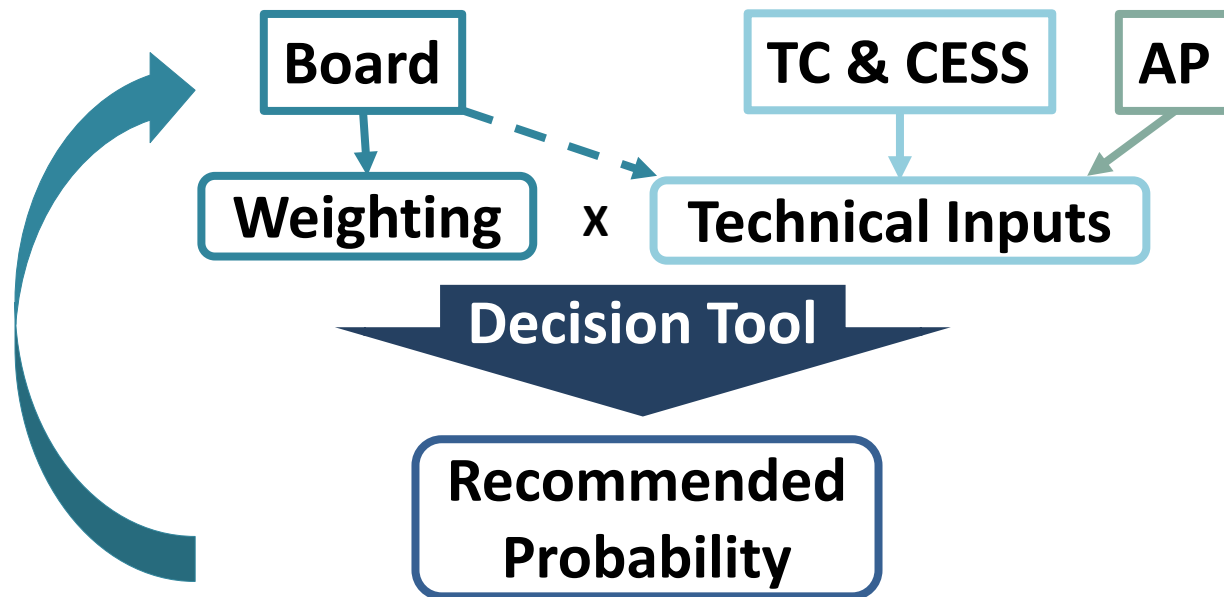 Board
TC & CESS
AP
Weighting
x
Technical Inputs
Decision Tool
Recommended
Probability